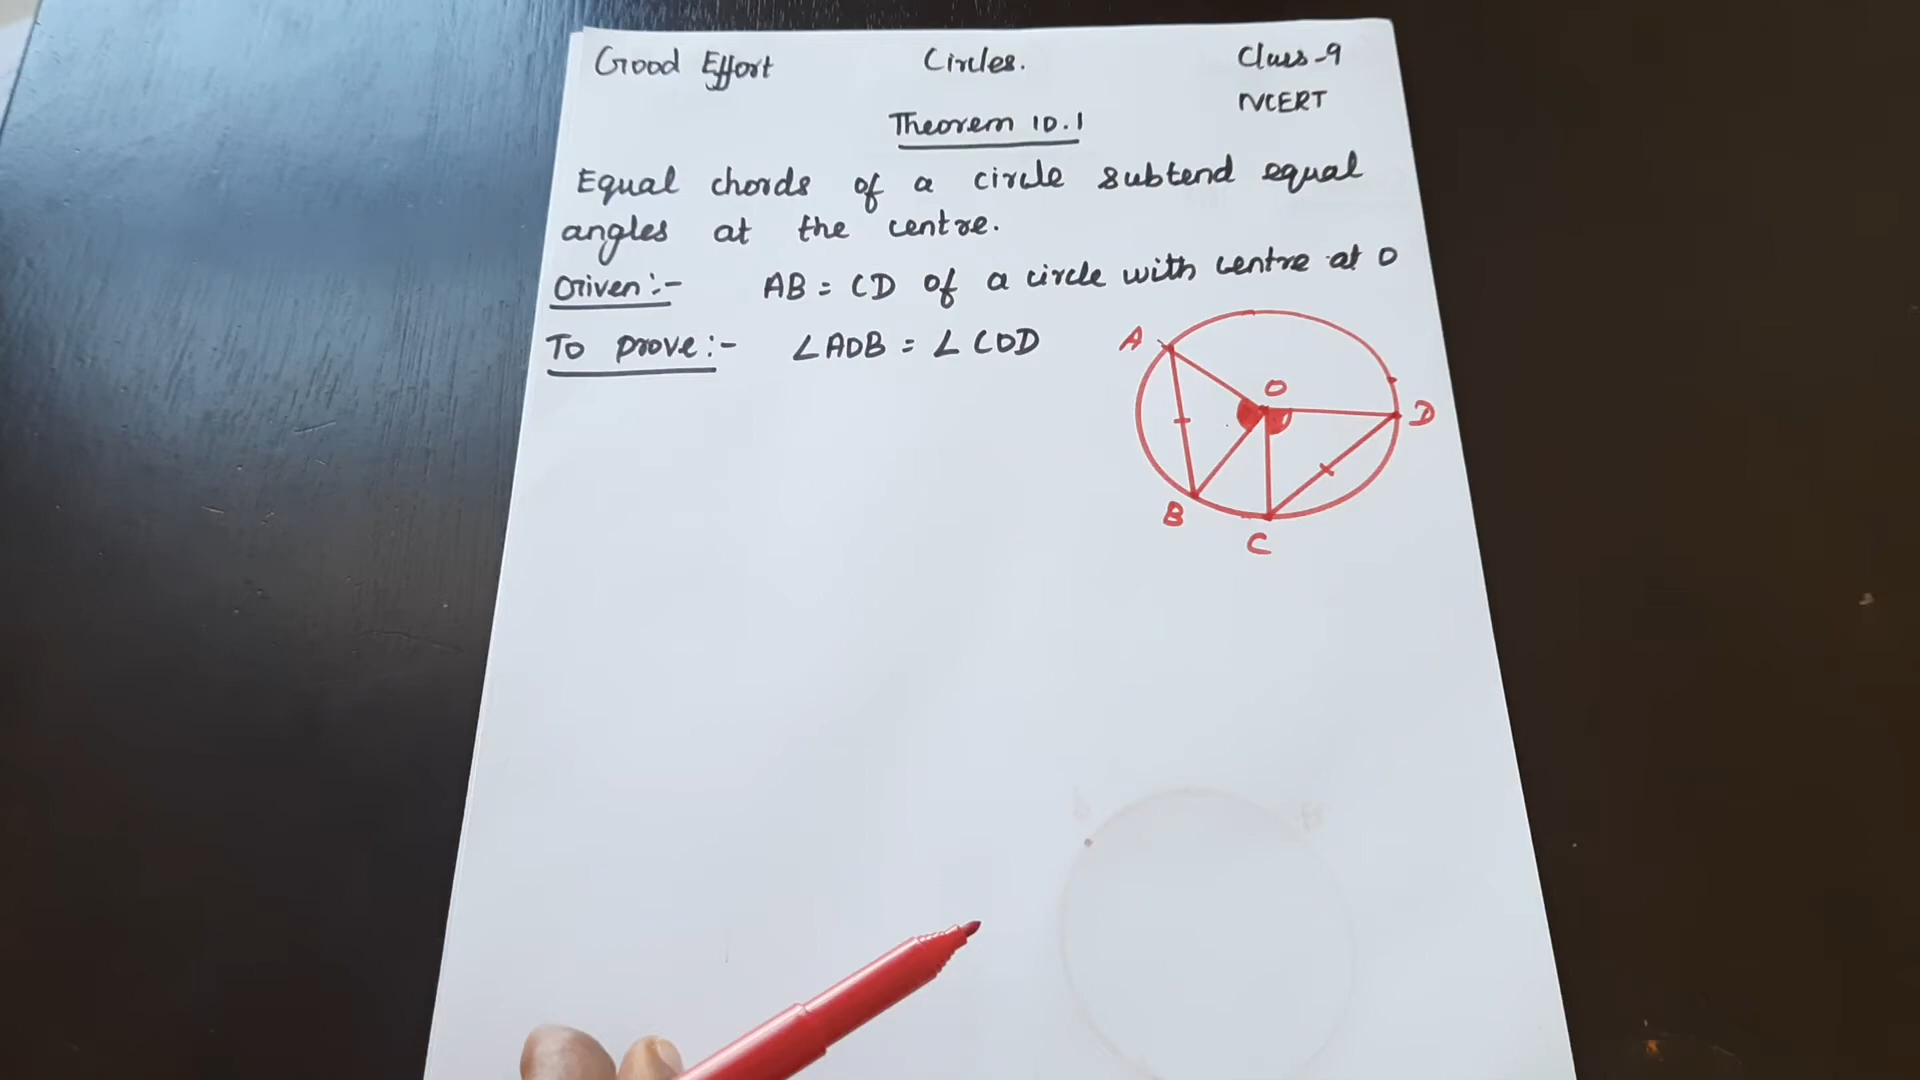 Good Effort Circles. Class-9
NCERT
Theorem 10.1
Equal chords of a circle subtend equal
angles at the centre.
Given:- AB = CD of a circle with centre at O
To prove:- ∠AOB = ∠COD
A
O
D
B
C